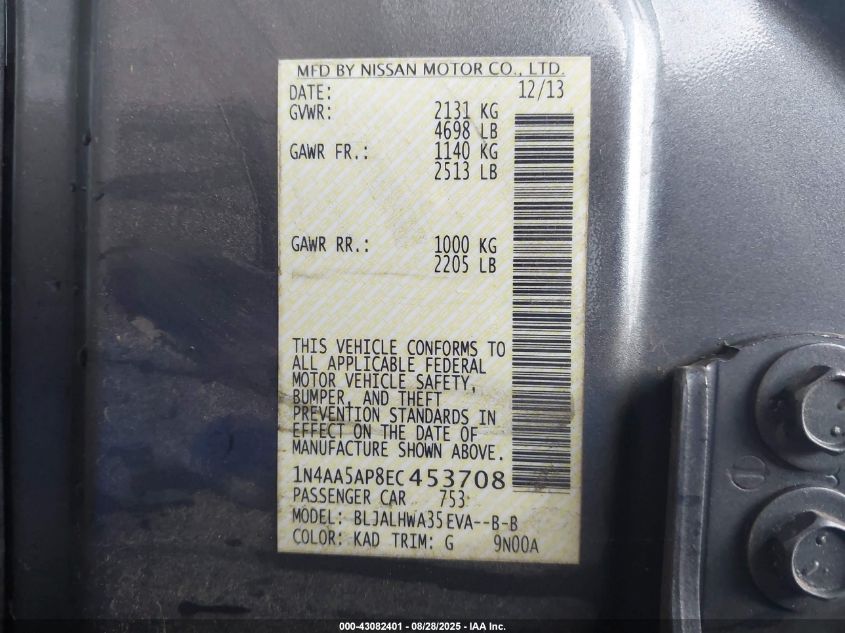 MFD BY NISSAN MOTOR CO., LTD.
DATE: 12/13
GVWR: 2131 KG
4698 LB
GAWR FR.: 1140 KG
2513 LB
GAWR RR.: 1000 KG
2205 LB
THIS VEHICLE CONFORMS TO
ALL APPLICABLE FEDERAL
MOTOR VEHICLE SAFETY,
BUMPER, AND THEFT
PREVENTION STANDARDS IN
EFFECT ON THE DATE OF
MANUFACTURE SHOWN ABOVE.
1N4AA5AP8EC453708
PASSENGER CAR 753
MODEL: BLJALHWA35EVA--B-B
COLOR: KAD TRIM: G 9N00A
000-43082401 - 08/28/2025 - IAA Inc.